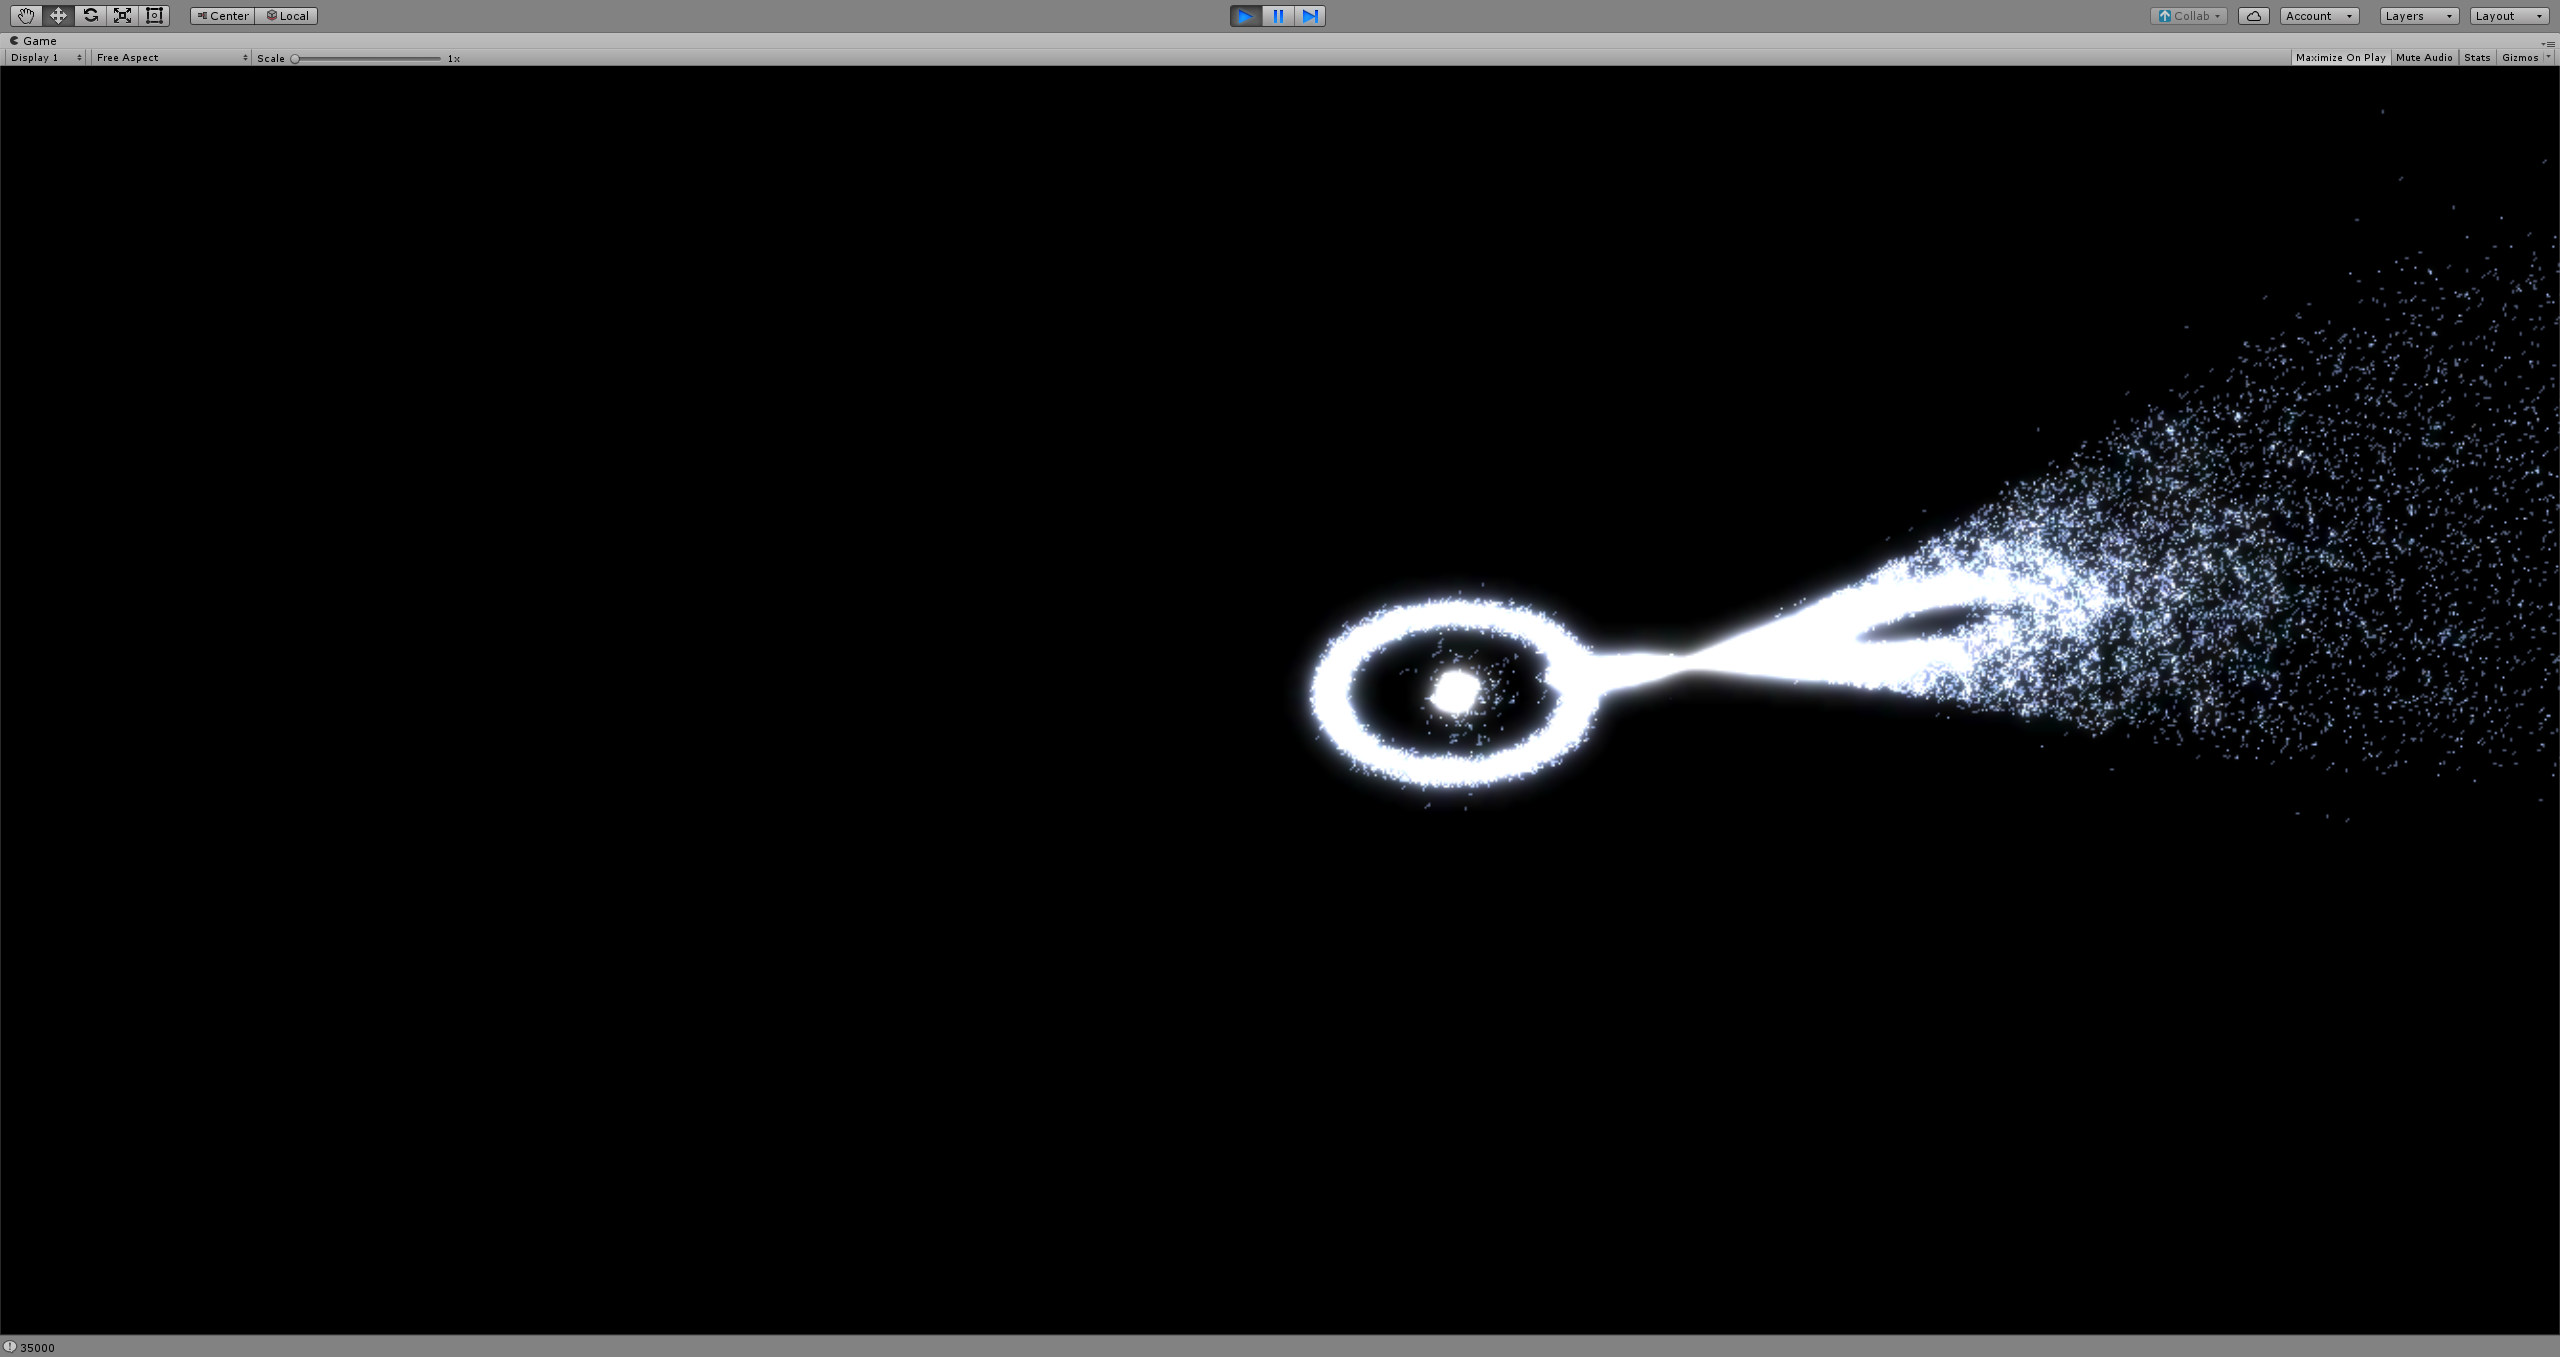 Center Local Collab Account Layers Layout
Game
Display 1 Free Aspect Scale 1x Maximize On Play Mute Audio Stats Gizmos
35000